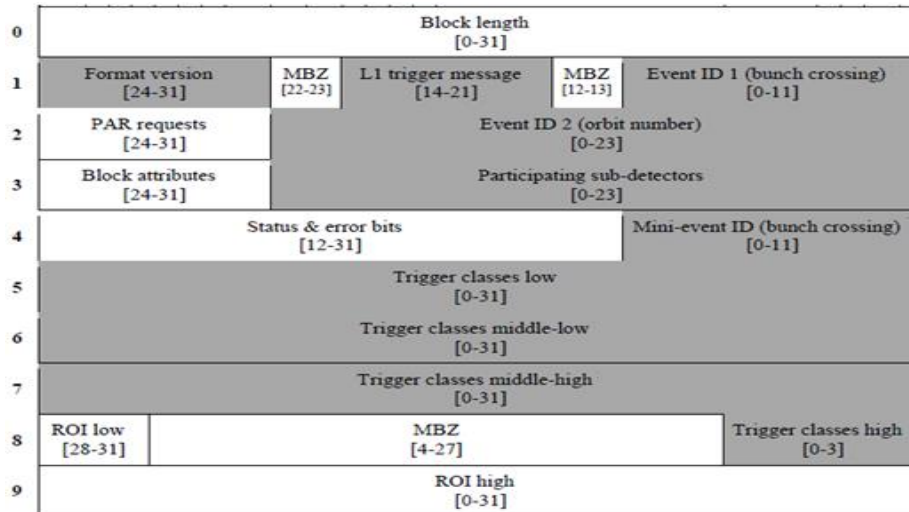 0
Block length
[0-31]
1
Format version
[24-31]
MBZ
[22-23]
L1 trigger message
[14-21]
MBZ
[12-13]
Event ID 1 (bunch crossing)
[0-11]
2
PAR requests
[24-31]
Event ID 2 (orbit number)
[0-23]
3
Block attributes
[24-31]
Participating sub-detectors
[0-23]
4
Status & error bits
[12-31]
Mini-event ID (bunch crossing)
[0-11]
5
Trigger classes low
[0-31]
6
Trigger classes middle-low
[0-31]
7
Trigger classes middle-high
[0-31]
8
ROI low
[28-31]
MBZ
[4-27]
Trigger classes high
[0-3]
9
ROI high
[0-31]